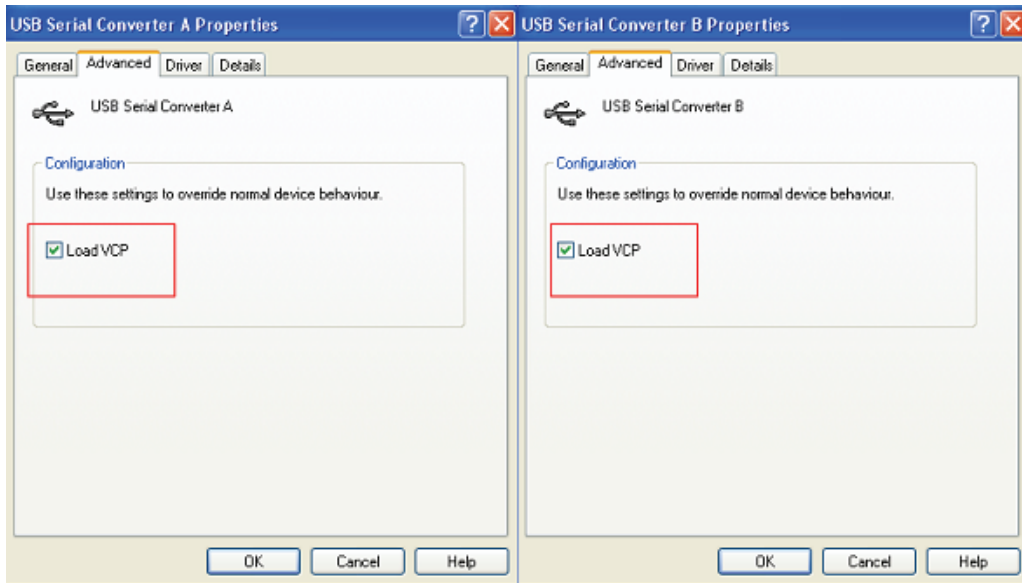 USB Serial Converter A Properties
General Advanced Driver Details
USB Serial Converter A
Configuration
Use these settings to override normal device behaviour.
Load VCP
OK Cancel Help
USB Serial Converter B Properties
General Advanced Driver Details
USB Serial Converter B
Configuration
Use these settings to override normal device behaviour.
Load VCP
OK Cancel Help